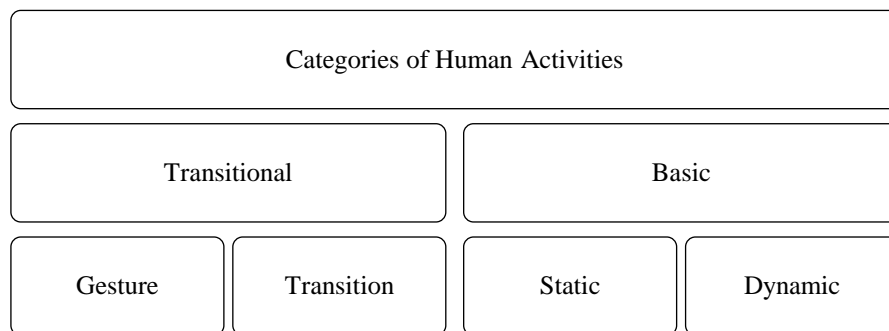 Categories of Human Activities
Transitional
Basic
Gesture
Transition
Static
Dynamic